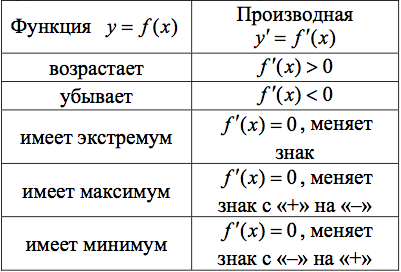 Функция y = f(x)
Производная
y′ = f ′(x)
возрастает
f ′(x) > 0
убывает
f ′(x) < 0
имеет экстремум
f ′(x) = 0, меняет
знак
имеет максимум
f ′(x) = 0, меняет
знак с «+» на «–»
имеет минимум
f ′(x) = 0, меняет
знак с «–» на «+»